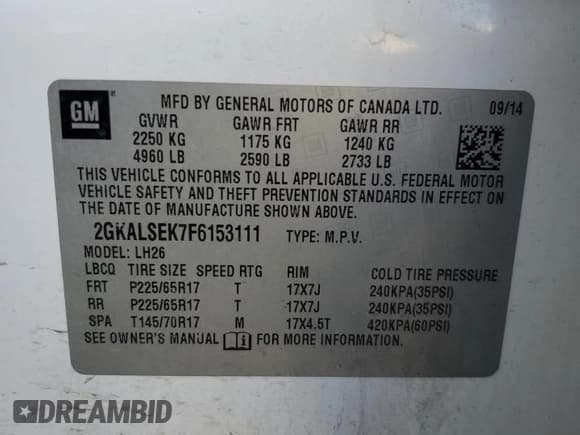 GM
MFD BY GENERAL MOTORS OF CANADA LTD. 09/14
GVWR GAWR FRT GAWR RR
2250 KG 1175 KG 1240 KG
4960 LB 2590 LB 2733 LB
THIS VEHICLE CONFORMS TO ALL APPLICABLE U.S. FEDERAL MOTOR
VEHICLE SAFETY AND THEFT PREVENTION STANDARDS IN EFFECT ON
THE DATE OF MANUFACTURE SHOWN ABOVE.
2GKALSEK7F6153111 TYPE: M.P.V.
MODEL: LH26
LBCQ TIRE SIZE SPEED RTG RIM COLD TIRE PRESSURE
FRT P225/65R17 T 17X7J 240KPA(35PSI)
RR P225/65R17 T 17X7J 240KPA(35PSI)
SPA T145/70R17 M 17X4.5T 420KPA(60PSI)
SEE OWNER'S MANUAL i FOR MORE INFORMATION.
DREAMBID